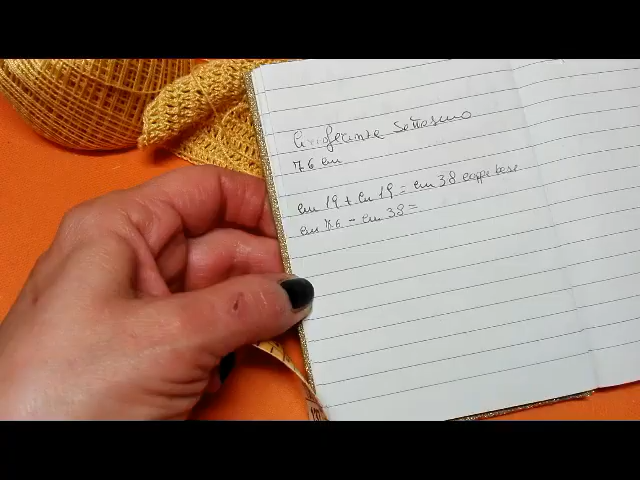 Circonferenza Sottoseno
76 cm
cm 19 + cm 19 = cm 38 coppe base
cm 76 - cm 38 =